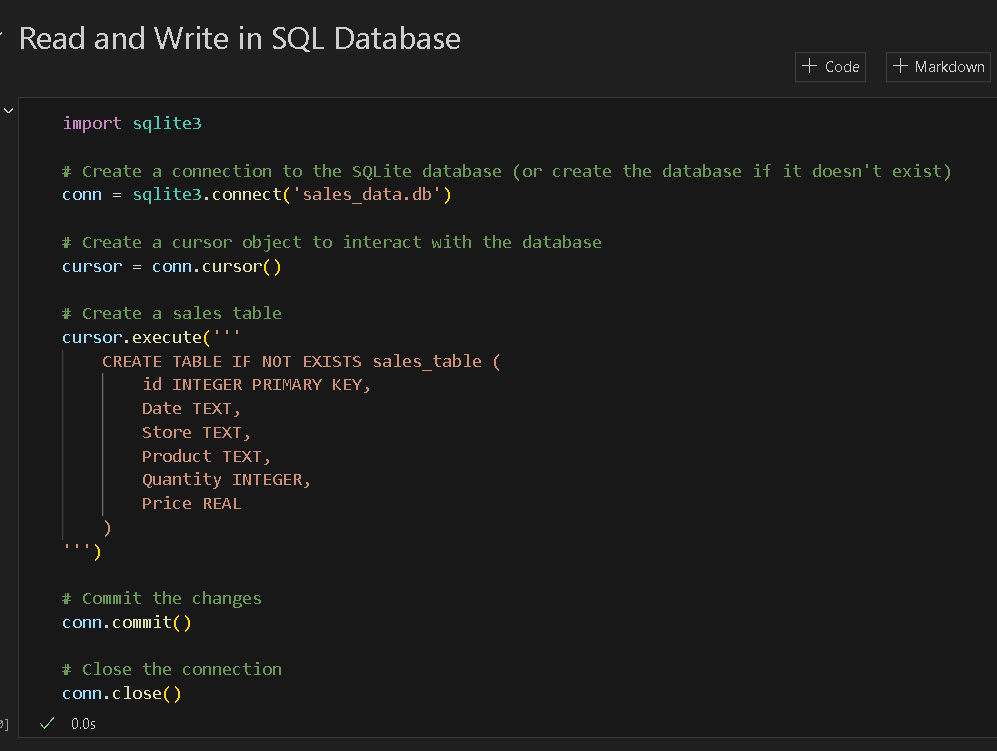 Read and Write in SQL Database
+ Code + Markdown
import sqlite3
# Create a connection to the SQLite database (or create the database if it doesn't exist)
conn = sqlite3.connect('sales_data.db')
# Create a cursor object to interact with the database
cursor = conn.cursor()
# Create a sales table
cursor.execute('''
CREATE TABLE IF NOT EXISTS sales_table (
id INTEGER PRIMARY KEY,
Date TEXT,
Store TEXT,
Product TEXT,
Quantity INTEGER,
Price REAL
)
''')
# Commit the changes
conn.commit()
# Close the connection
conn.close()
✓ 0.0s